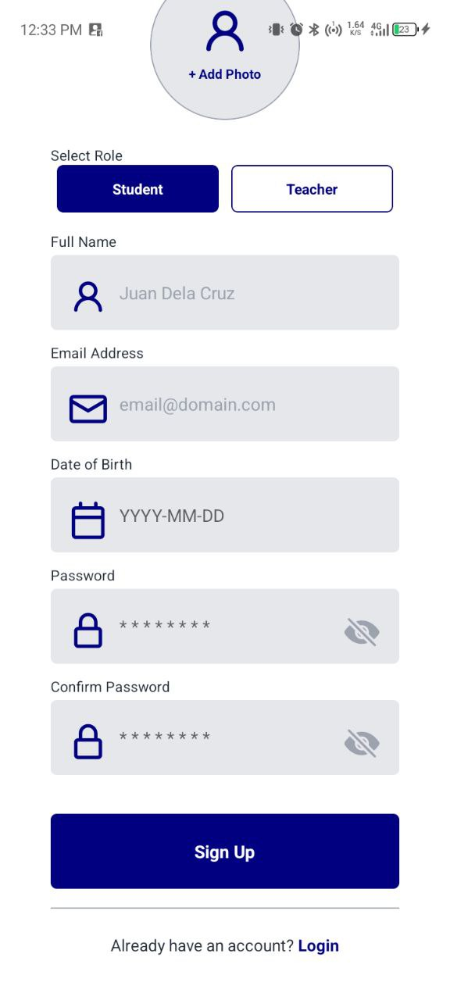 12:33 PM 1.64 K/S 4G 23
+ Add Photo
Select Role
Student Teacher
Full Name
Juan Dela Cruz
Email Address
email@domain.com
Date of Birth
YYYY-MM-DD
Password
* * * * * * * *
Confirm Password
* * * * * * * *
Sign Up
Already have an account? Login